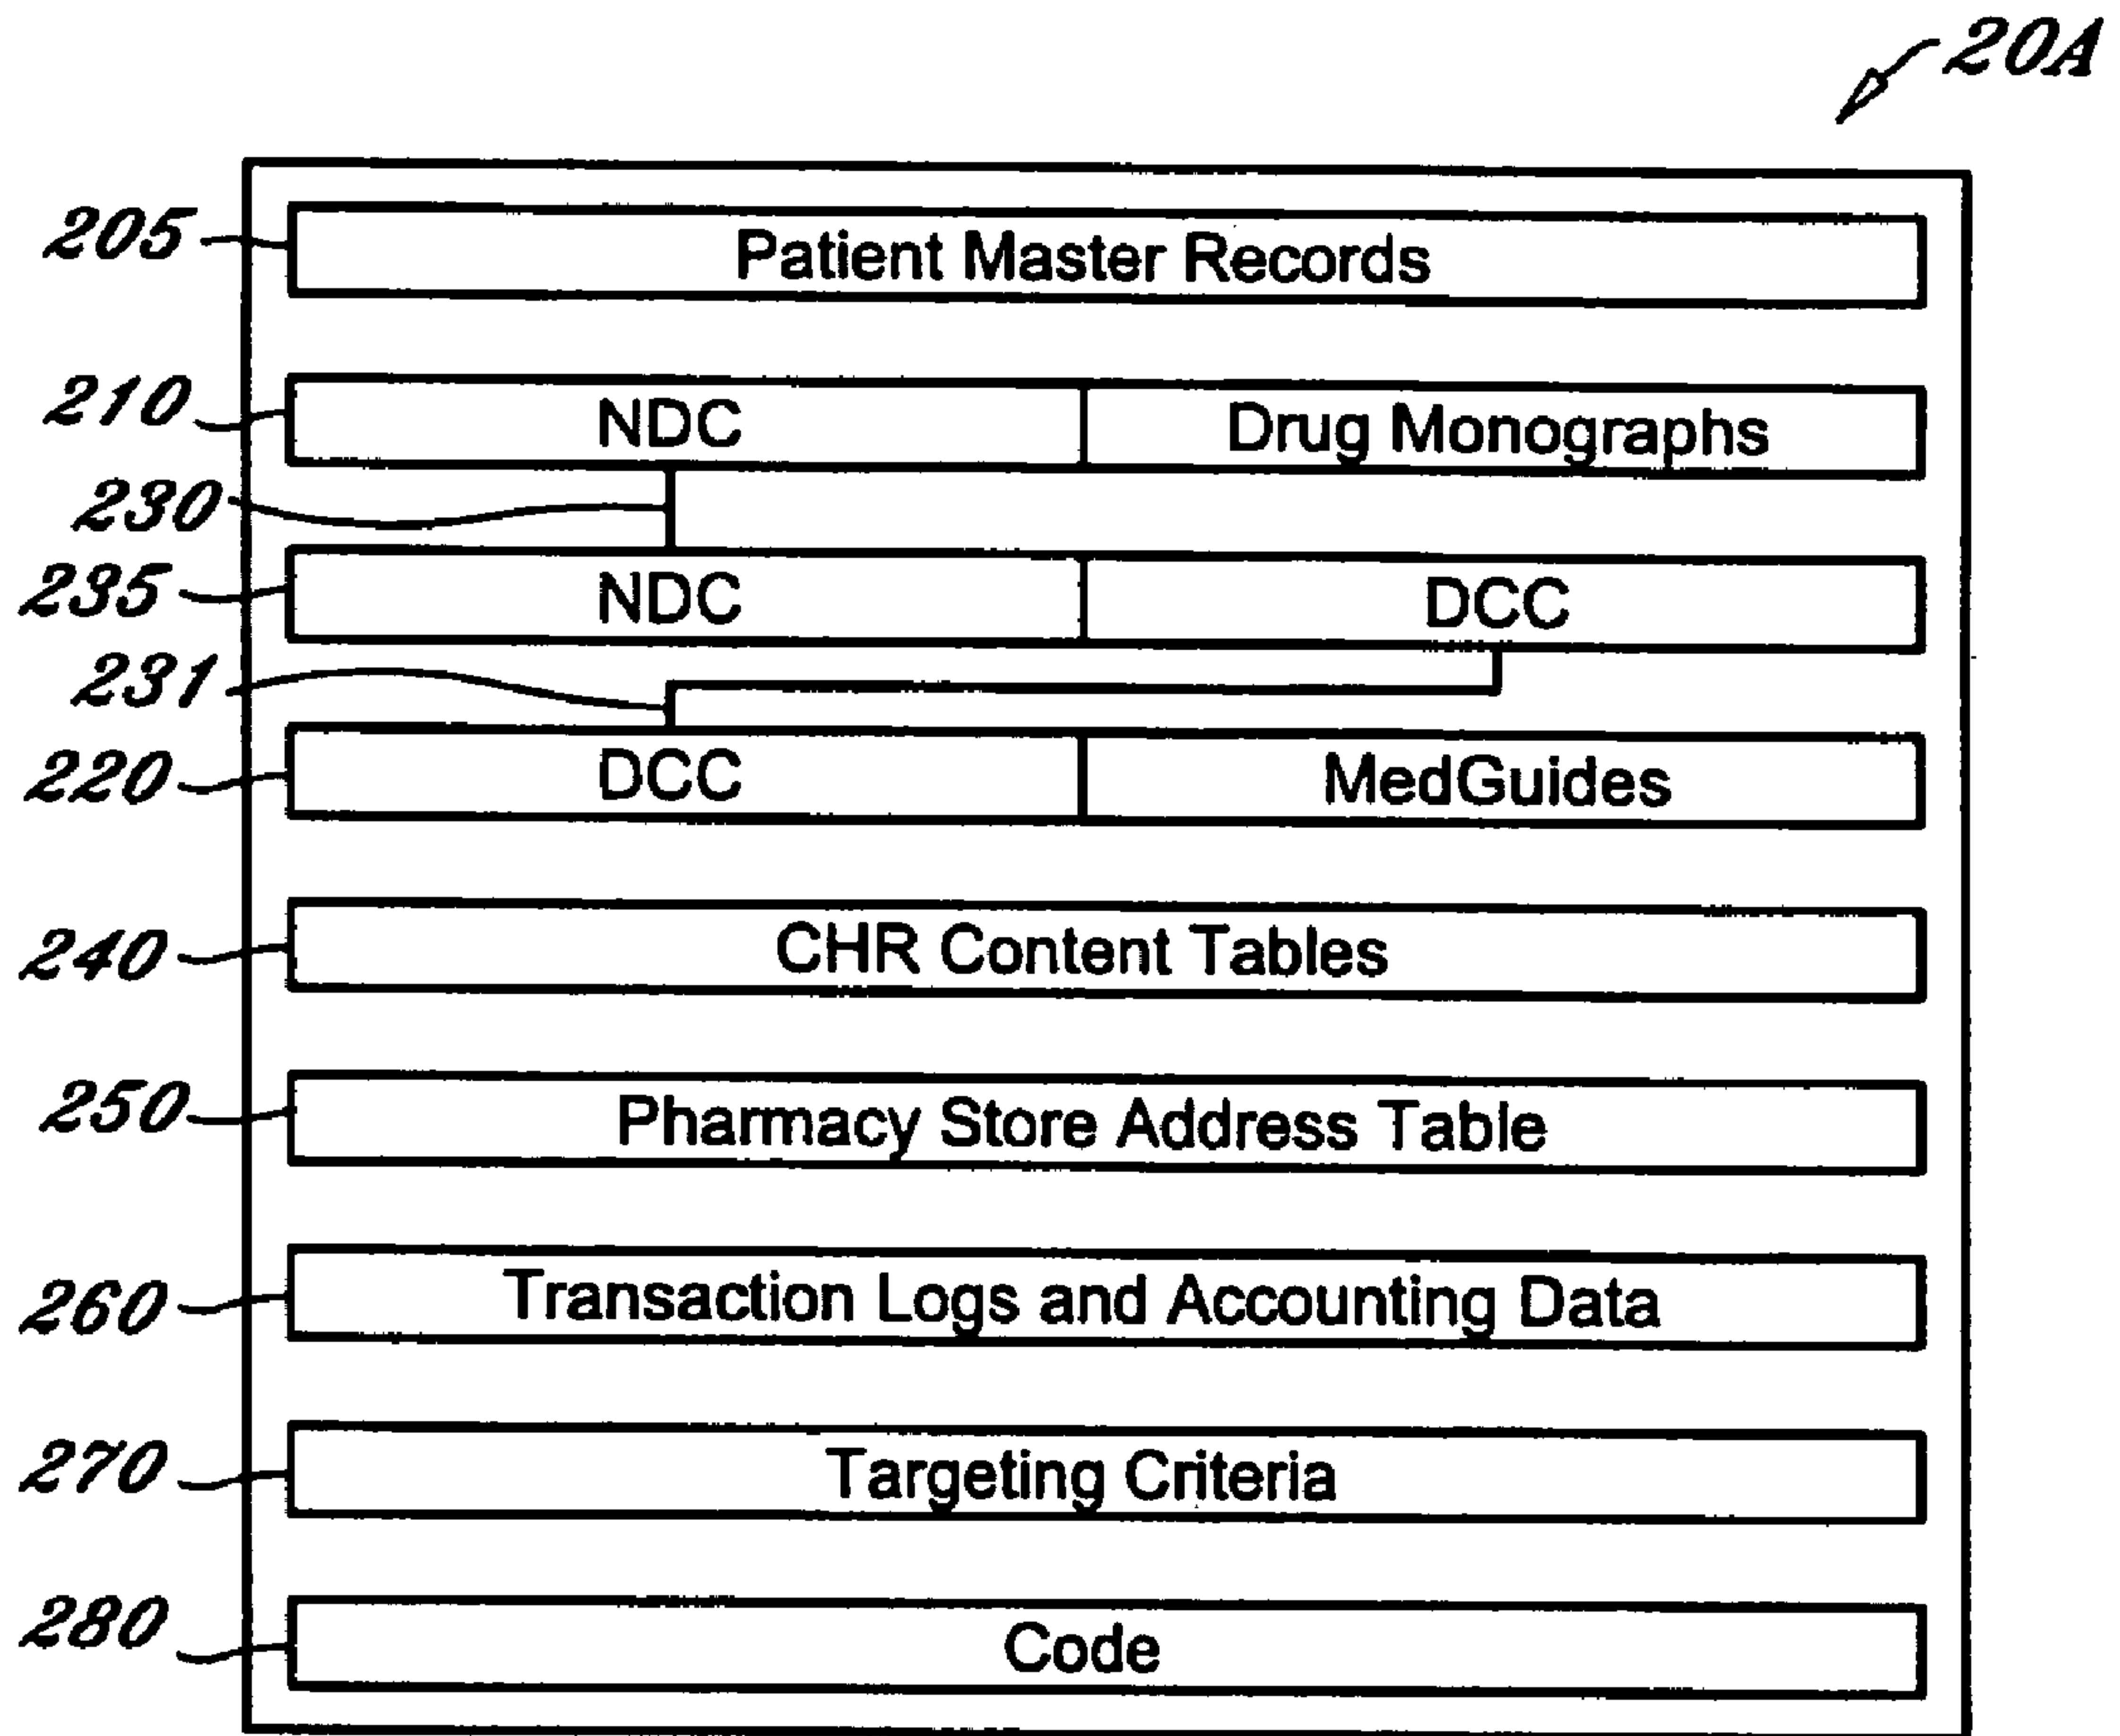 20A
205 Patient Master Records
210 NDC Drug Monographs
230
235 NDC DCC
231
220 DCC MedGuides
240 CHR Content Tables
250 Pharmacy Store Address Table
260 Transaction Logs and Accounting Data
270 Targeting Criteria
280 Code